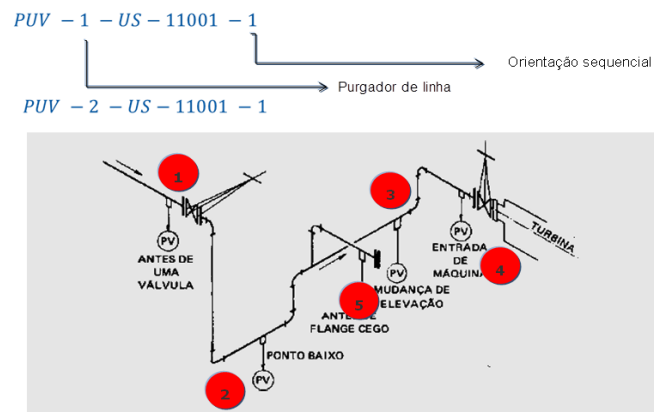 PUV - 1 - US - 11001 - 1
Orientação sequencial
Purgador de linha
PUV - 2 - US - 11001 - 1
1
PV
ANTES DE
UMA
VÁLVULA
2
PV
PONTO BAIXO
5
FLANGE CEGO
3
PV
MUDANÇA DE
ELEVAÇÃO
PV
ENTRADA
DE
4
TURBINA